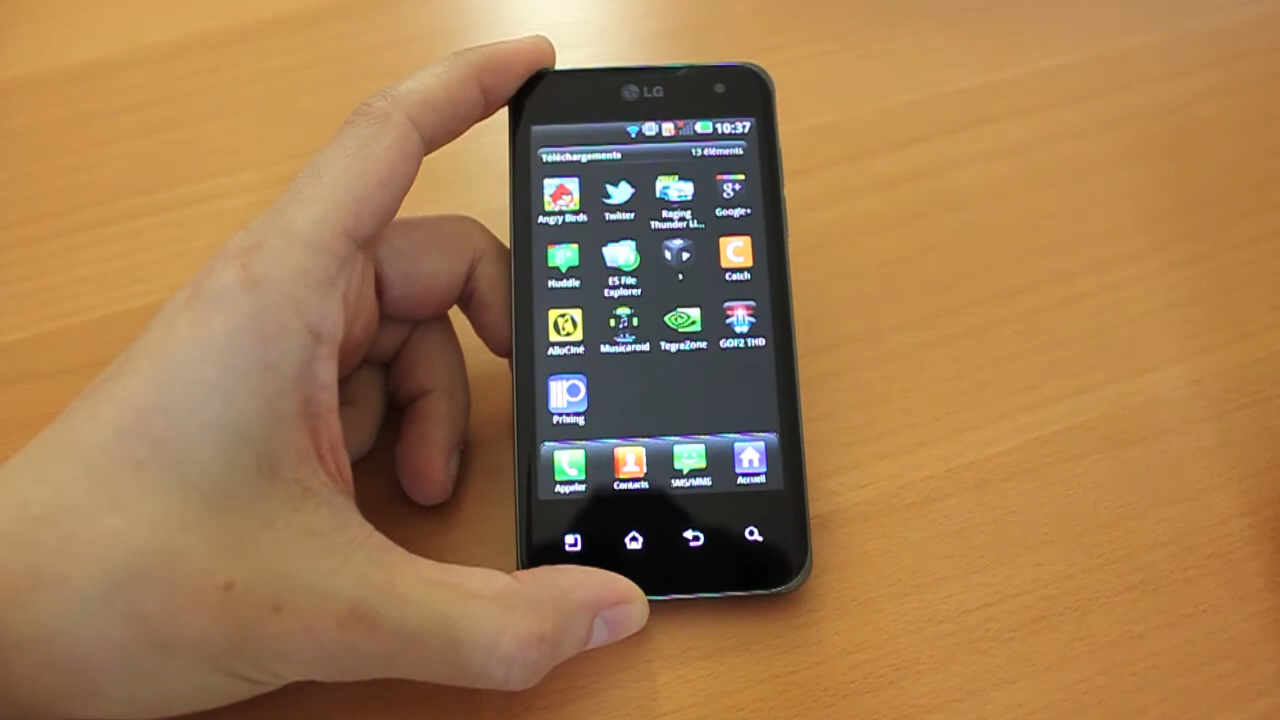 LG
10:37
Téléchargements 13 éléments
Angry Birds Twitter Raging Thunder Li... Google+
Huddle ES File Explorer , Catch
AlloCiné Musicaroid TegraZone GOF2 THD
Prixing
Appeler Contacts SMS/MMS Accueil